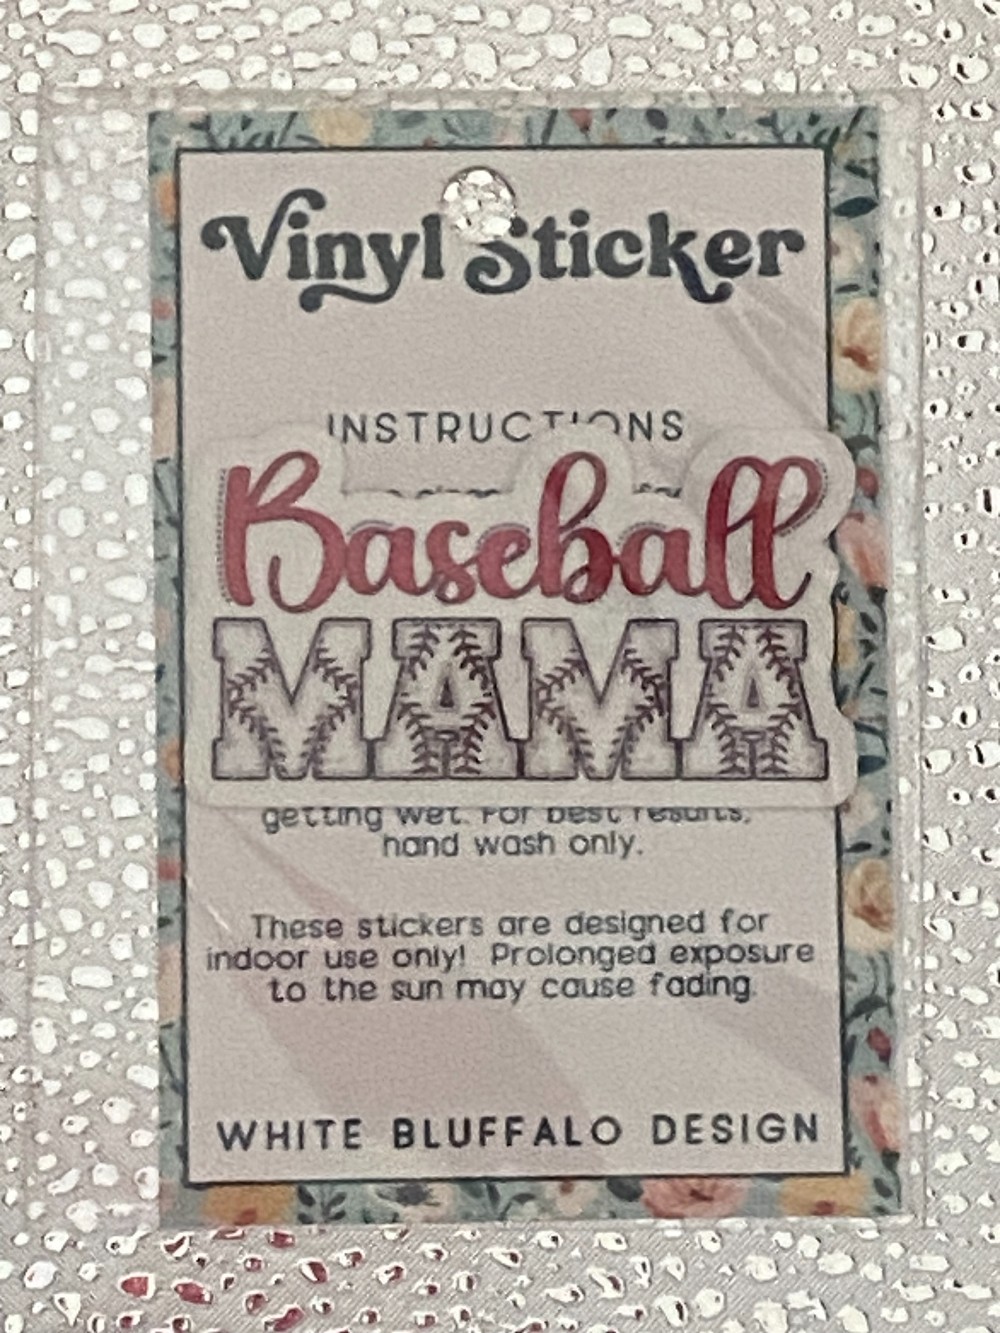 Vinyl Sticker
INSTRUCTIONS
Baseball
MAMA
getting wet. For best results,
hand wash only.
These stickers are designed for
indoor use only! Prolonged exposure
to the sun may cause fading.
WHITE BLUFFALO DESIGN